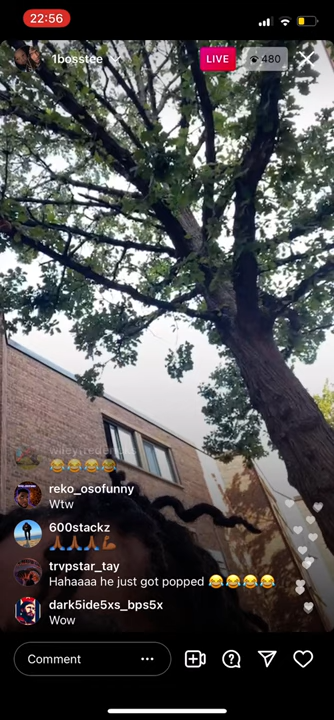 22:56
1bosstee
LIVE
480
😂😂😂😂
reko_osofunny
Wtw
600stackz
🙏🏾🙏🏾🙏🏾💪🏾
trvpstar_tay
Hahaaaa he just got popped 😂😂😂😂
dark5ide5xs_bps5x
Wow
Comment